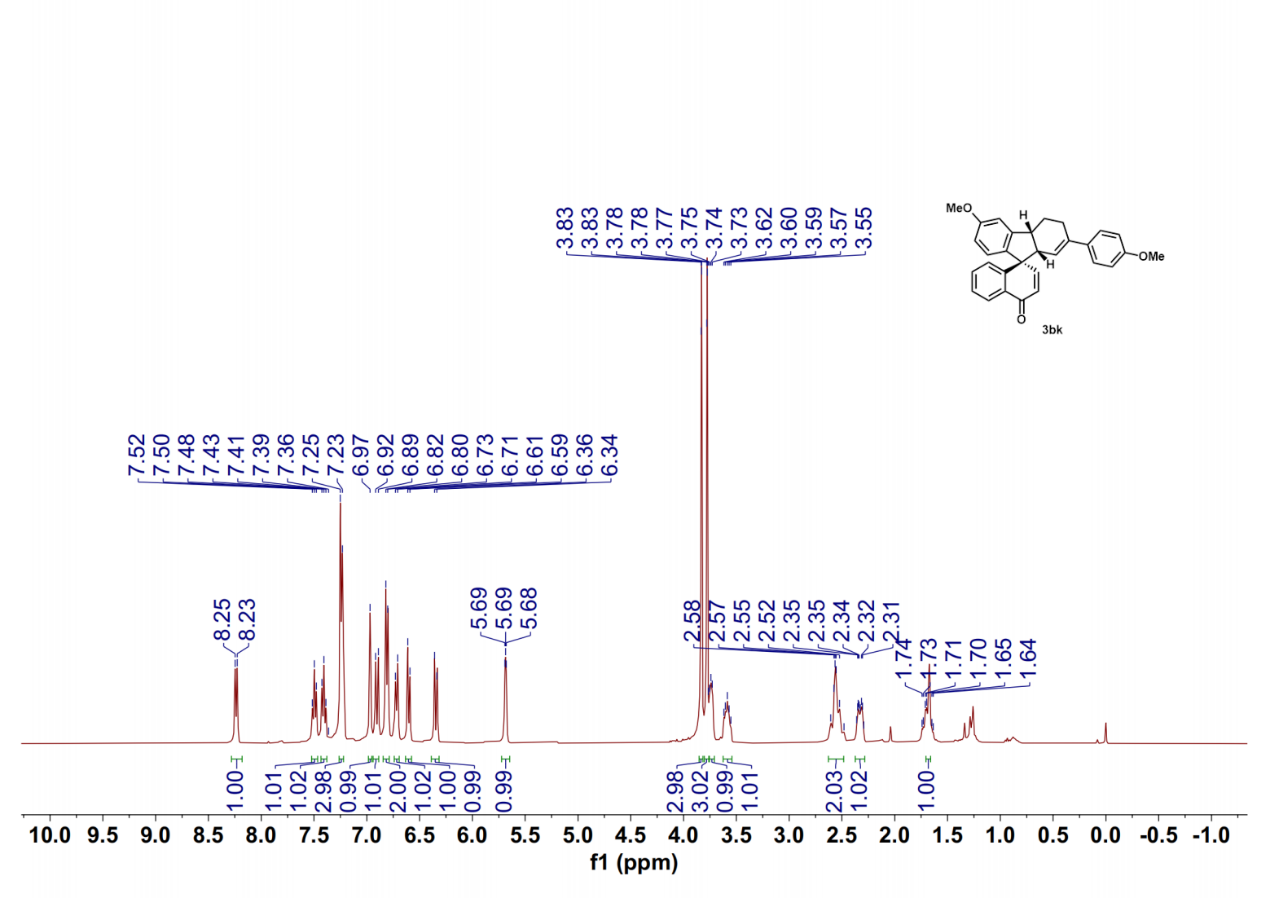 3.83 3.83 3.78 3.78 3.77 3.75 3.74 3.73 3.62 3.60 3.59 3.57 3.55
MeO
H
H
OMe
O
3bk
7.52 7.50 7.48 7.43 7.41 7.39 7.36 7.25 7.23 6.97 6.92 6.89 6.82 6.80 6.73 6.71 6.61 6.59 6.36 6.34
8.25 8.23
5.69 5.69 5.68
2.58 2.57 2.55 2.52 2.35 2.35 2.34 2.32 2.31
1.74 1.73 1.71 1.70 1.65 1.64
1.00 1.01 1.02 2.98 0.99 1.01 2.00 1.02 1.00 0.99 0.99 2.98 3.02 0.99 1.01 2.03 1.02 1.00
10.0 9.5 9.0 8.5 8.0 7.5 7.0 6.5 6.0 5.5 5.0 4.5 4.0 3.5 3.0 2.5 2.0 1.5 1.0 0.5 0.0 -0.5 -1.0
f1 (ppm)